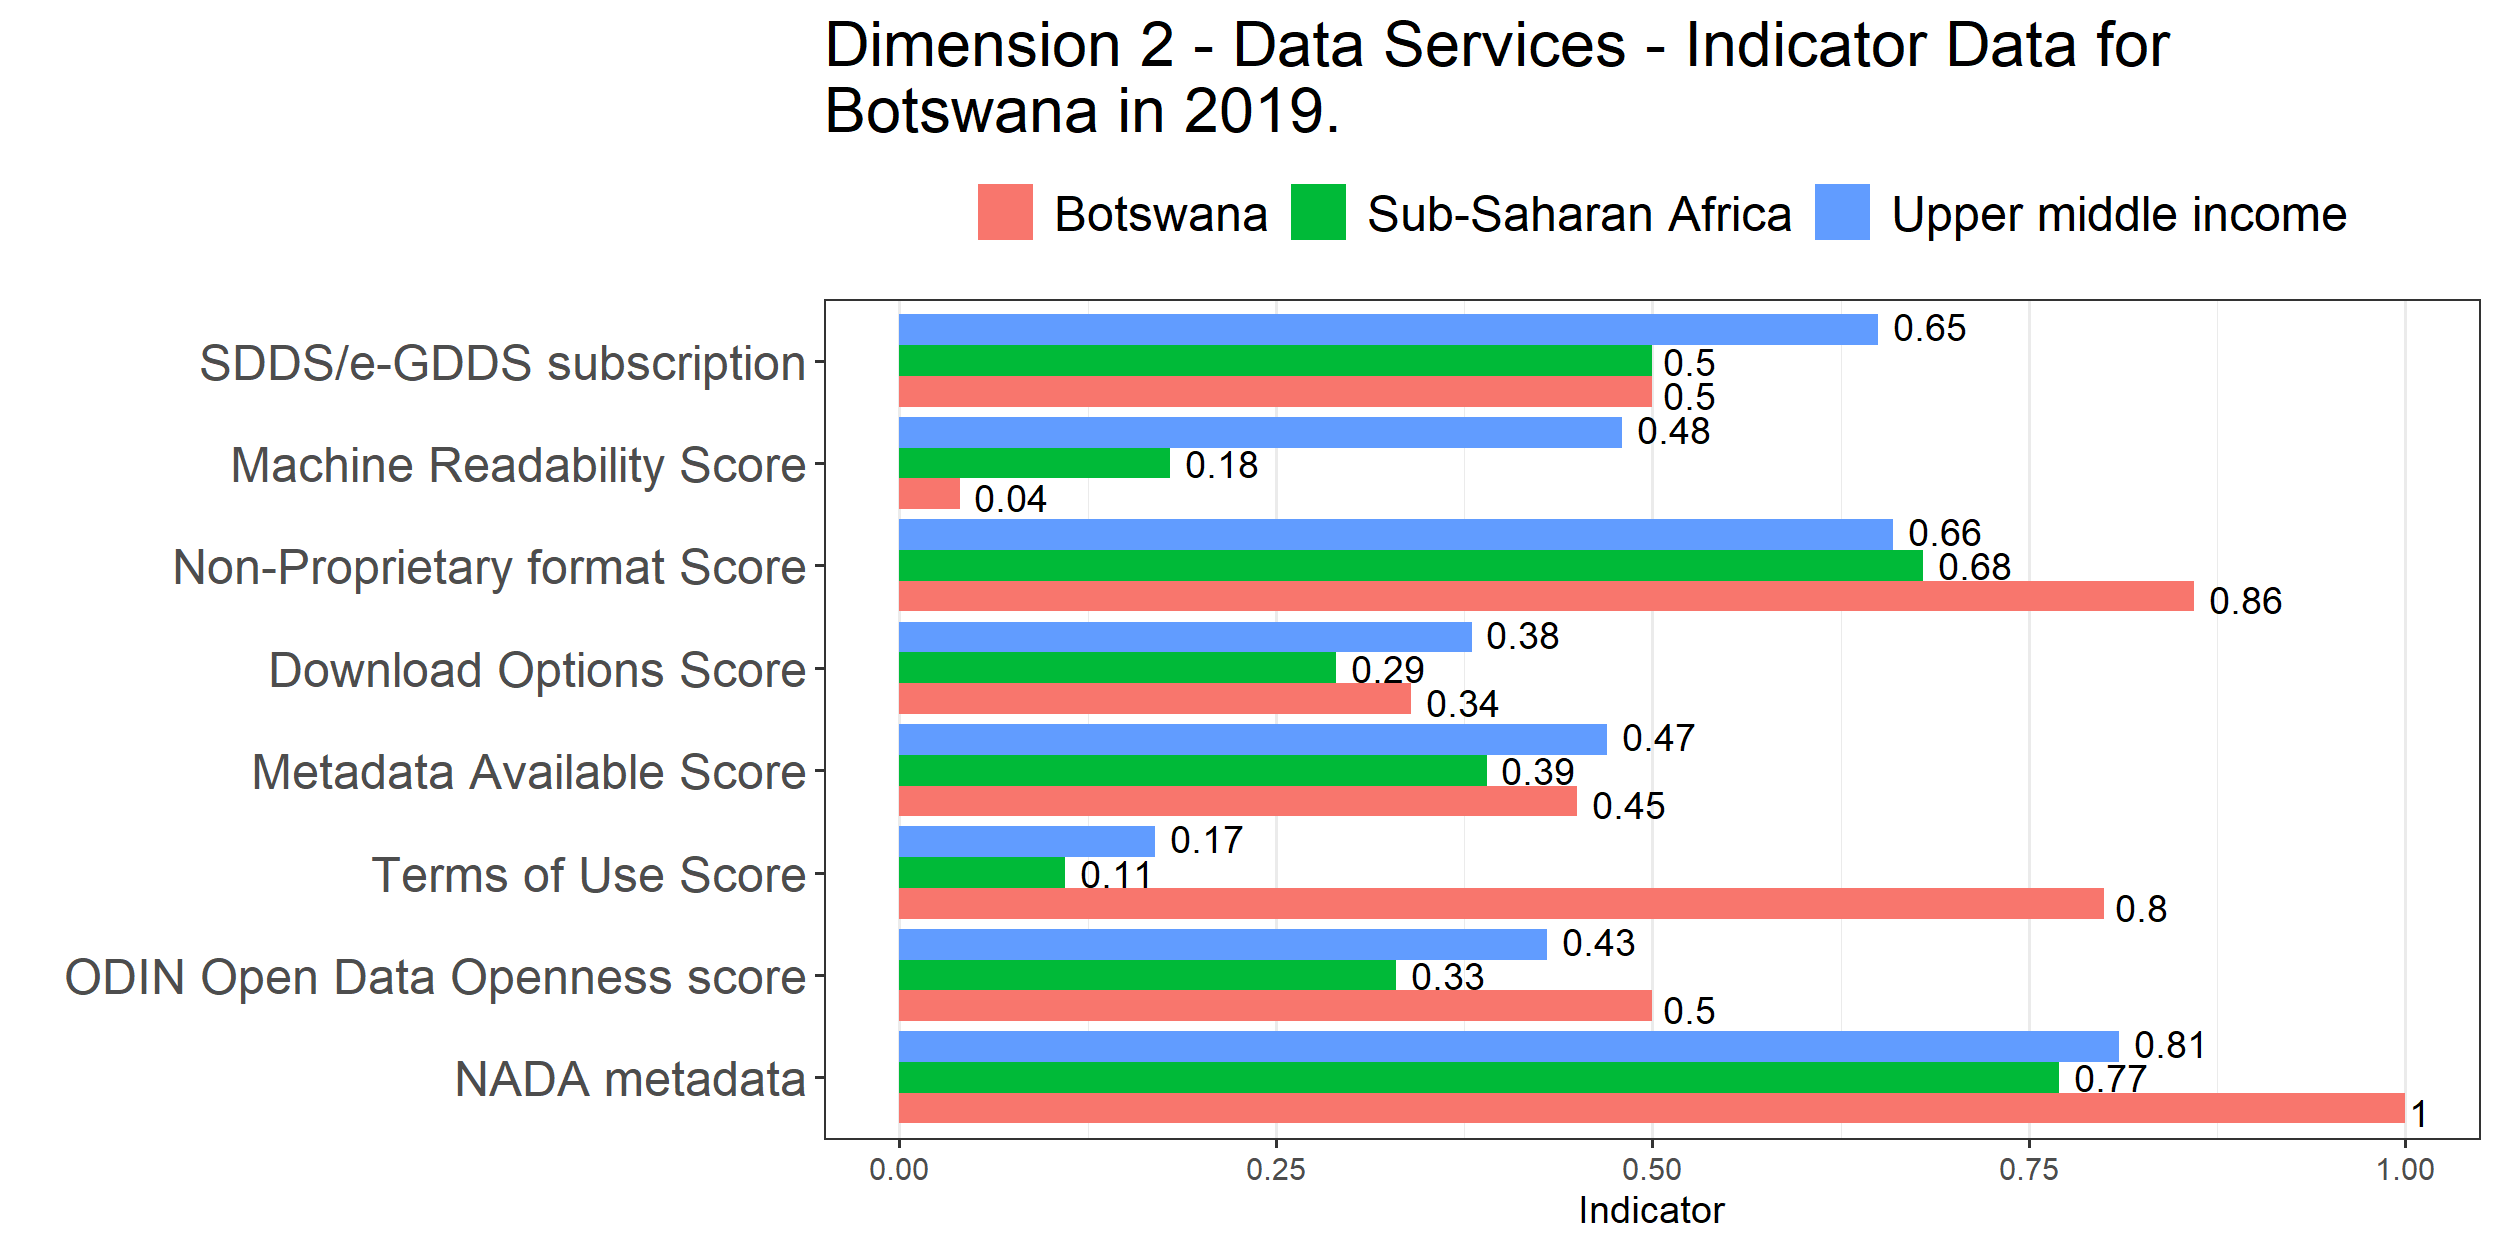 Dimension 2 - Data Services - Indicator Data for
Botswana in 2019.
Botswana Sub-Saharan Africa Upper middle income
SDDS/e-GDDS subscription
0.65
0.5
0.5
Machine Readability Score
0.48
0.18
0.04
Non-Proprietary format Score
0.66
0.68
0.86
Download Options Score
0.38
0.29
0.34
Metadata Available Score
0.47
0.39
0.45
Terms of Use Score
0.17
0.11
0.8
ODIN Open Data Openness score
0.43
0.33
0.5
NADA metadata
0.81
0.77
1
0.00 0.25 0.50 0.75 1.00
Indicator